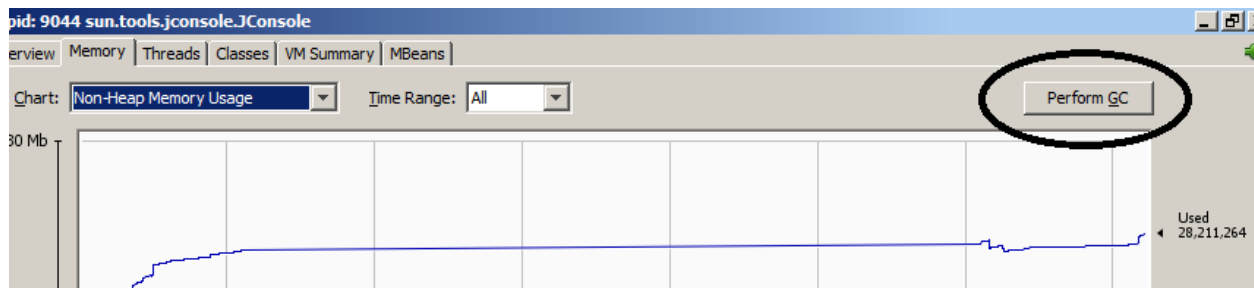 pid: 9044 sun.tools.jconsole.JConsole
erview Memory Threads Classes VM Summary MBeans
Chart: Non-Heap Memory Usage Time Range: All Perform GC
30 Mb
Used
28,211,264